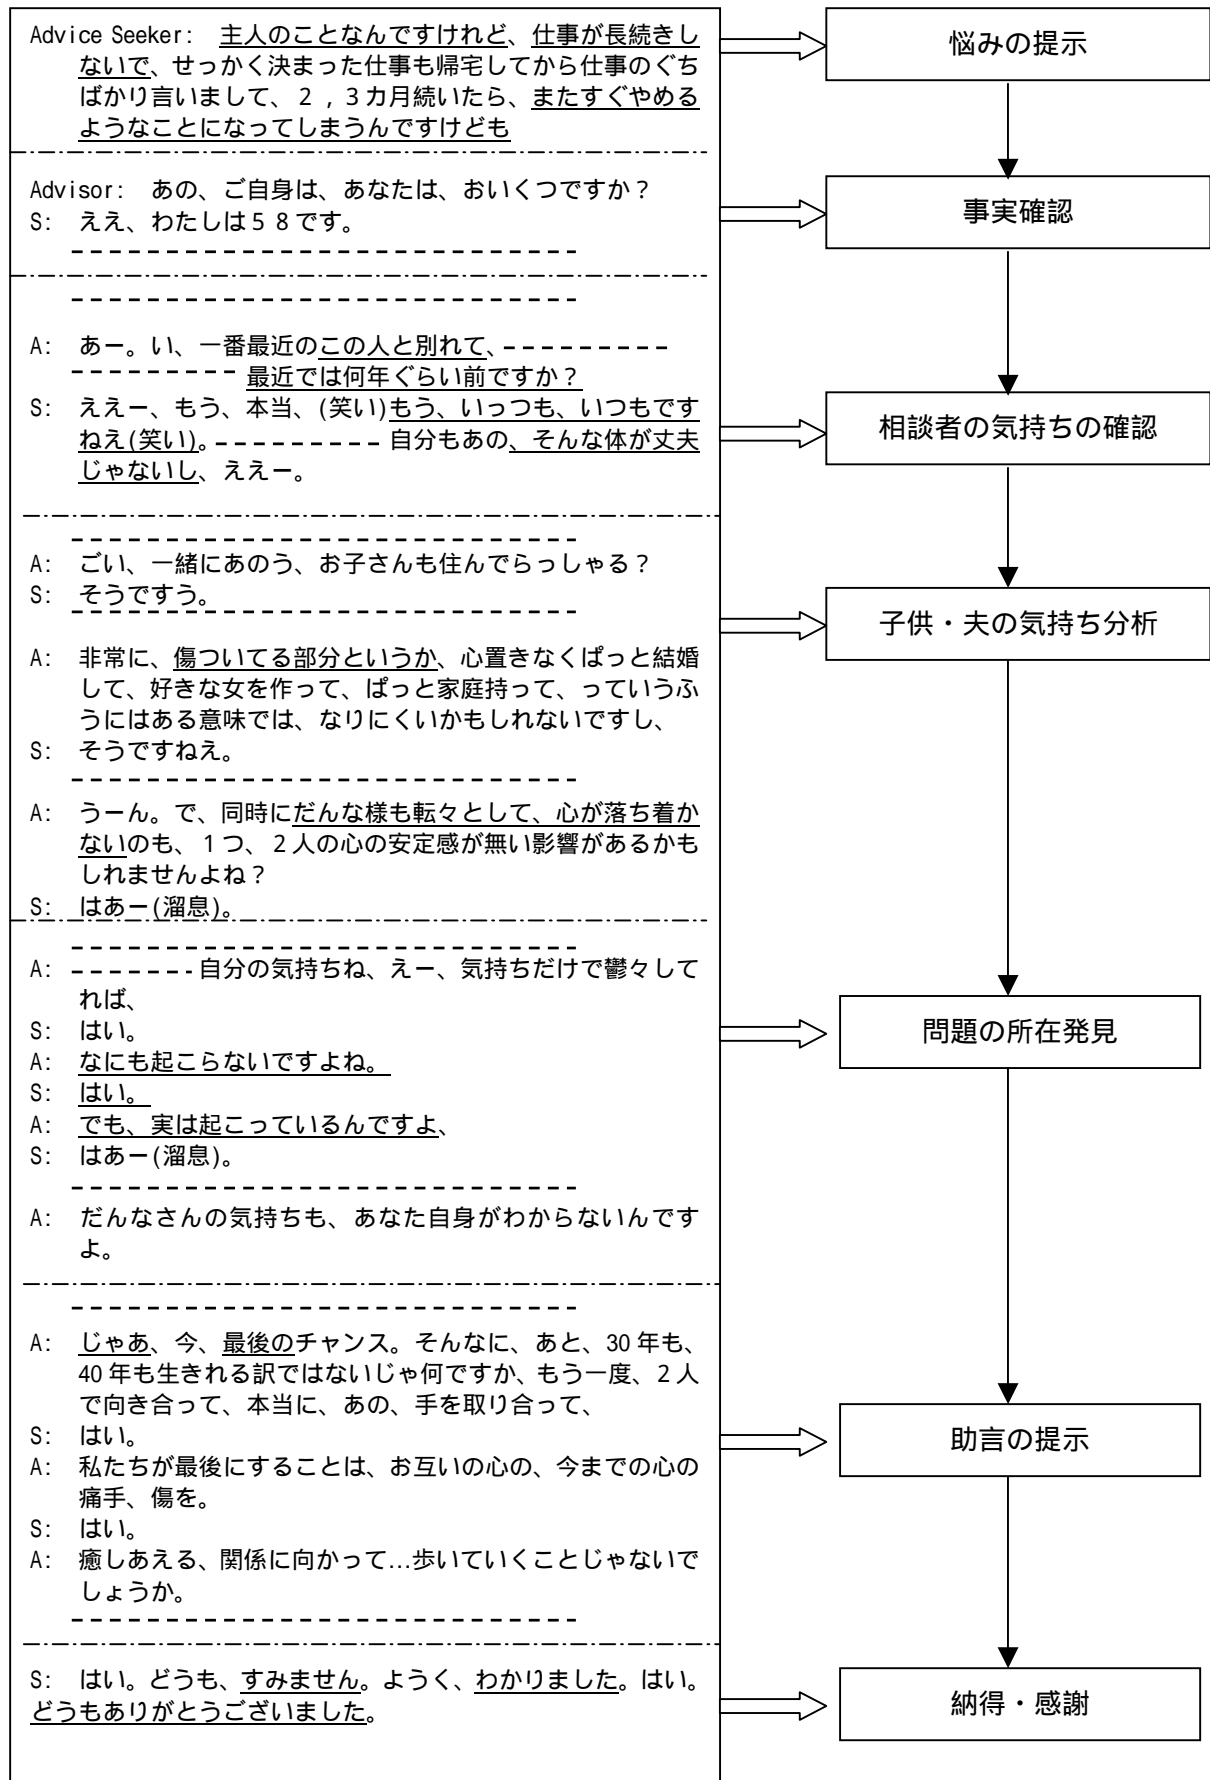 Advice Seeker: 主人のことなんですけれど、仕事が長続きし
ないで、せっかく決まった仕事も帰宅してから仕事のぐち
ばかり言いまして、２，３カ月続いたら、またすぐやめる
ようなことになってしまうんですけども
悩みの提示
Advisor: あの、ご自身は、あなたは、おいくつですか？
S: ええ、わたしは５８です。
事実確認
A: あー。い、一番最近のこの人と別れて、---------
--------- 最近では何年ぐらい前ですか？
S: ええー、もう、本当、(笑い)もう、いっつも、いつもです
ねえ(笑い)。--------- 自分もあの、そんな体が丈夫
じゃないし、ええー。
相談者の気持ちの確認
A: ごい、一緒にあのう、お子さんも住んでらっしゃる？
S: そうですう。
子供・夫の気持ち分析
A: 非常に、傷ついてる部分というか、心置きなくぱっと結婚
して、好きな女を作って、ぱっと家庭持って、っていうふ
うにはある意味では、なりにくいかもしれないですし、
S: そうですねえ。
A: うーん。で、同時にだんな様も転々として、心が落ち着か
ないのも、１つ、２人の心の安定感が無い影響があるかも
しれませんよね？
S: はあー(溜息)。
A: ------- 自分の気持ちね、えー、気持ちだけで鬱々して
れば、
S: はい。
A: なにも起こらないですよね。
S: はい。
A: でも、実は起こっているんですよ、
S: はあー(溜息)。
問題の所在発見
A: だんなさんの気持ちも、あなた自身がわからないんです
よ。
A: じゃあ、今、最後のチャンス。そんなに、あと、30 年も、
40 年も生きれる訳ではないじゃ何ですか、もう一度、２人
で向き合って、本当に、あの、手を取り合って、
S: はい。
A: 私たちが最後にすることは、お互いの心の、今までの心の
痛手、傷を。
S: はい。
A: 癒しあえる、関係に向かって…歩いていくことじゃないで
しょうか。
助言の提示
S: はい。どうも、すみません。ようく、わかりました。はい。
どうもありがとうございました。
納得・感謝